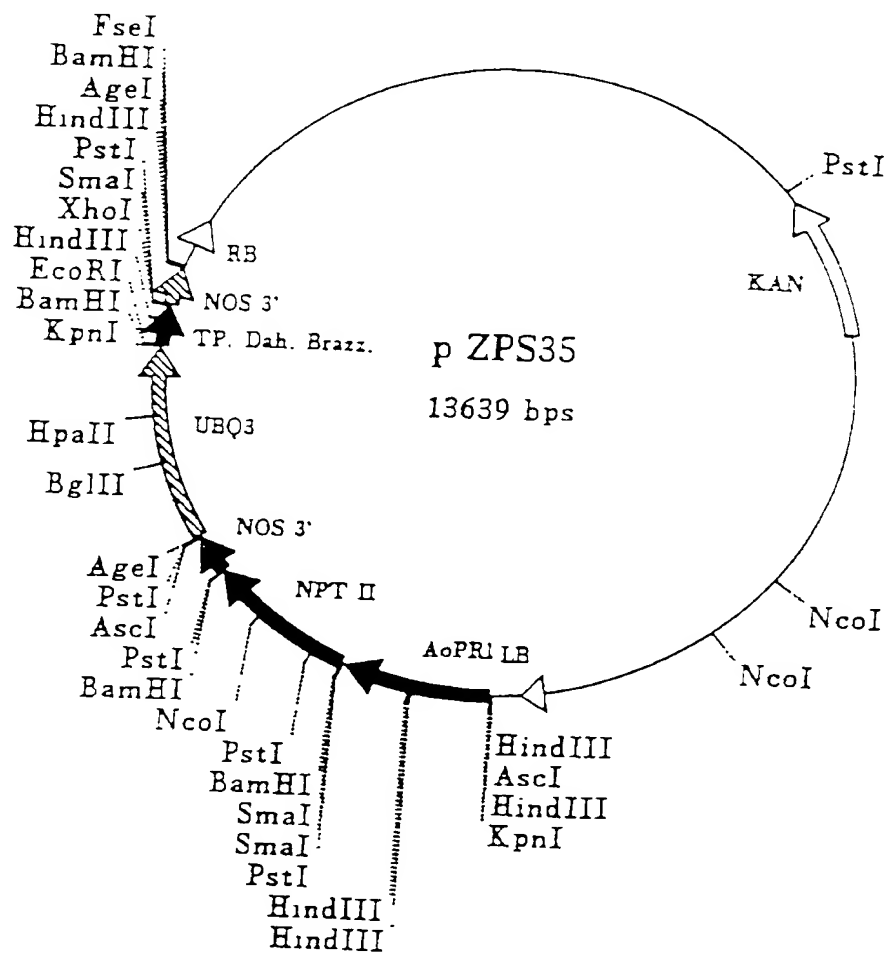 FseI
BamHI
AgeI
HindIII
PstI
SmaI
XhoI
HindIII
EcoRI
BamHI
KpnI
RB
NOS 3'
TP. Dah. Brazz.
PstI
KAN
p ZPS35
13639 bps
HpaII
UBQ3
BglII
NOS 3'
AgeI
PstI
AscI
NPT II
PstI
BamHI
NcoI
AoPR1
LB
NcoI
NcoI
PstI
BamHI
SmaI
SmaI
PstI
HindIII
HindIII
HindIII
AscI
HindIII
KpnI